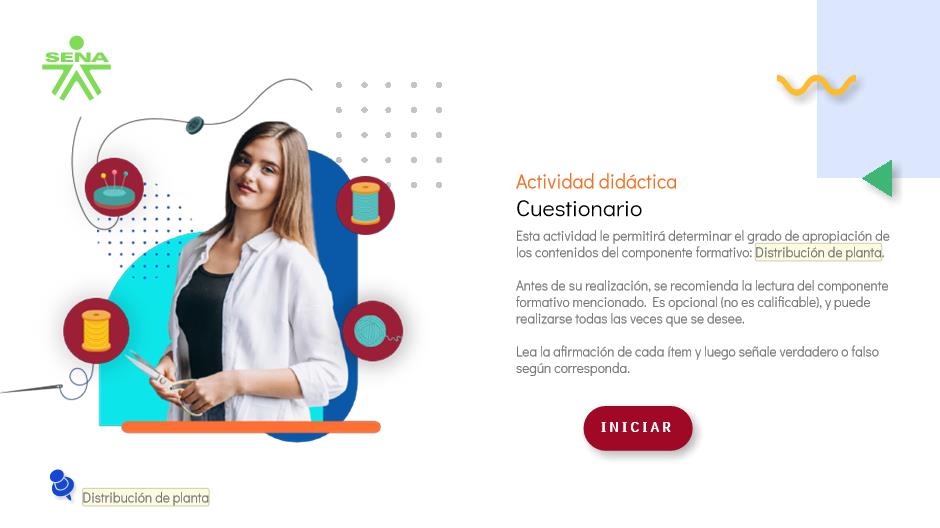 SENA
Actividad didáctica
Cuestionario
Esta actividad le permitirá determinar el grado de apropiación de
los contenidos del componente formativo: Distribución de planta.
Antes de su realización, se recomienda la lectura del componente
formativo mencionado. Es opcional (no es calificable), y puede
realizarse todas las veces que se desee.
Lea la afirmación de cada ítem y luego señale verdadero o falso
según corresponda.
INICIAR
Distribución de planta